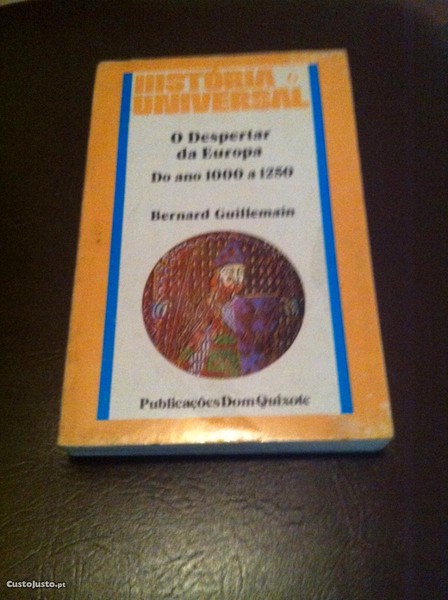 HISTÓRIA 6
UNIVERSAL
O Despertar
da Europa
Do ano 1000 a 1250
Bernard Guillemain
Publicações Dom Quixote
CustoJusto.pt